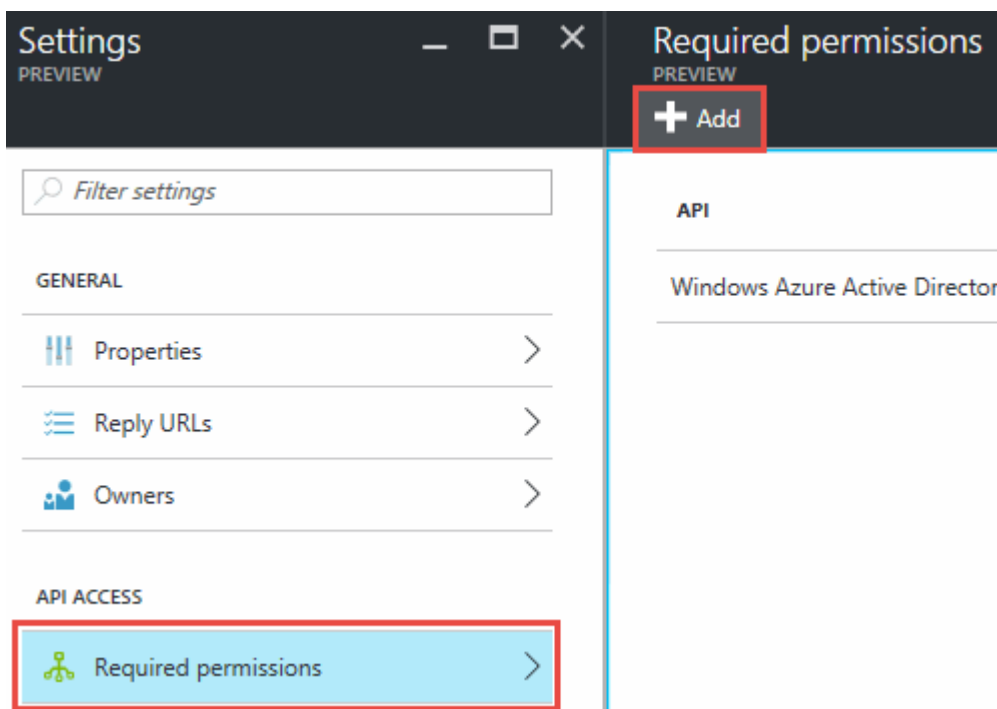 Settings
PREVIEW
Filter settings
GENERAL
Properties
Reply URLs
Owners
API ACCESS
Required permissions
Required permissions
PREVIEW
Add
API
Windows Azure Active Director